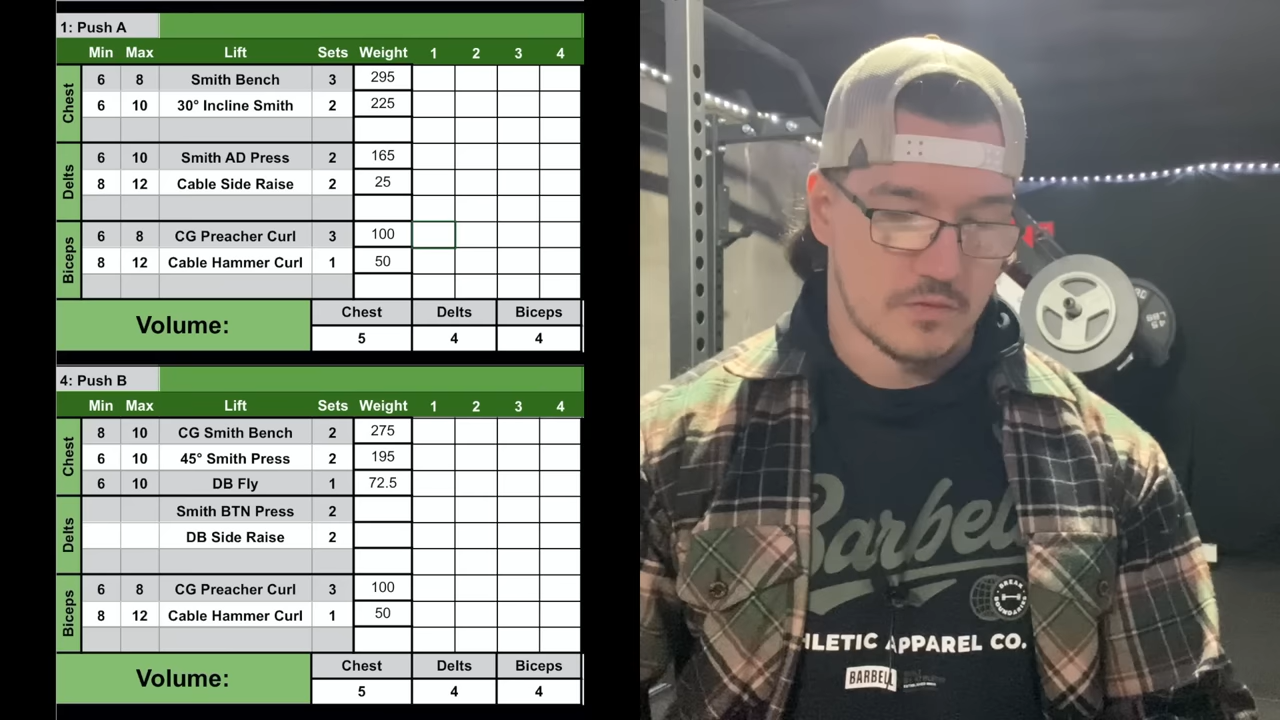 1: Push A
Min Max Lift Sets Weight 1 2 3 4
Chest
6 8 Smith Bench 3 295
6 10 30° Incline Smith 2 225
Delts
6 10 Smith AD Press 2 165
8 12 Cable Side Raise 2 25
Biceps
6 8 CG Preacher Curl 3 100
8 12 Cable Hammer Curl 1 50
Volume:
Chest Delts Biceps
5 4 4
4: Push B
Min Max Lift Sets Weight 1 2 3 4
Chest
8 10 CG Smith Bench 2 275
6 10 45° Smith Press 2 195
6 10 DB Fly 1 72.5
Delts
Smith BTN Press 2
DB Side Raise 2
Biceps
6 8 CG Preacher Curl 3 100
8 12 Cable Hammer Curl 1 50
Volume:
Chest Delts Biceps
5 4 4
45
LBS
Barbell
HLETIC APPAREL CO.
BREAK
BARBELL